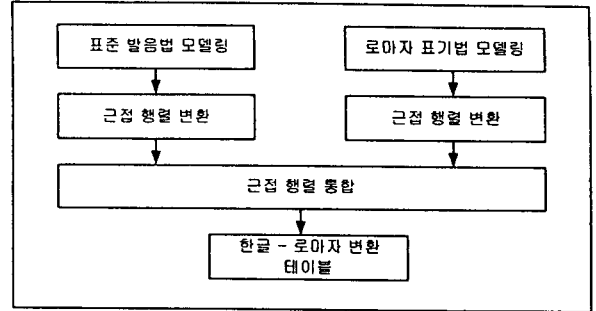 표준 발음법 모델링
로마자 표기법 모델링
근접 행렬 변환
근접 행렬 변환
근접 행렬 통합
한글 - 로마자 변환
테이블